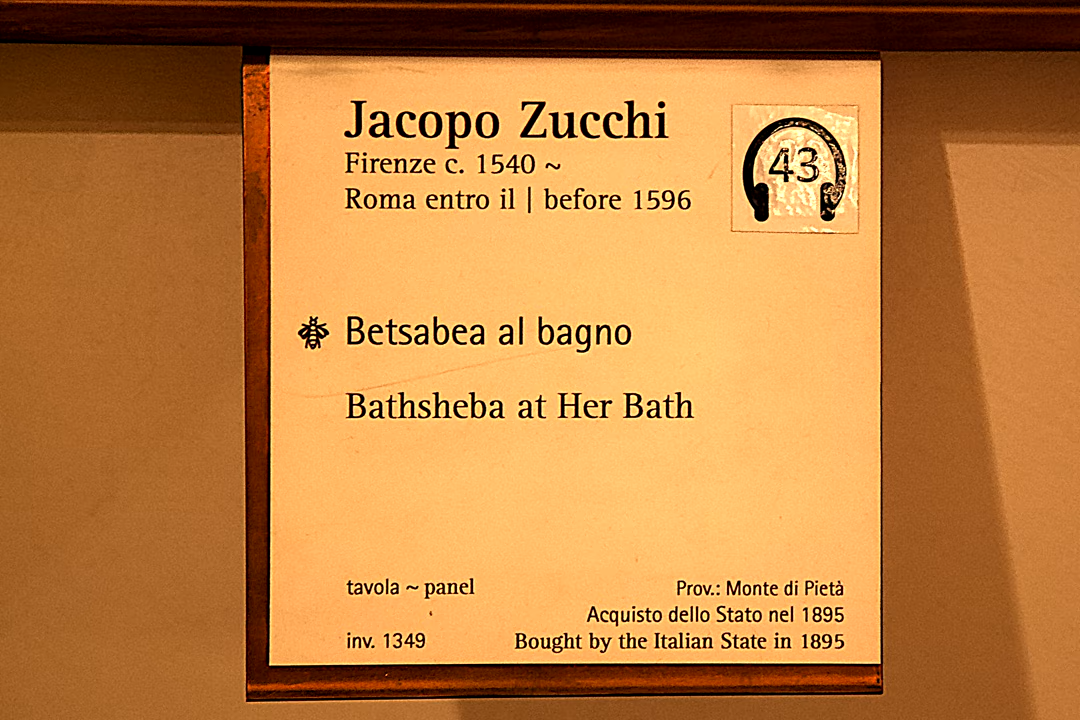 Jacopo Zucchi
Firenze c. 1540 ~
Roma entro il | before 1596
43
Betsabea al bagno
Bathsheba at Her Bath
tavola ~ panel
inv. 1349
Prov.: Monte di Pietà
Acquisto dello Stato nel 1895
Bought by the Italian State in 1895